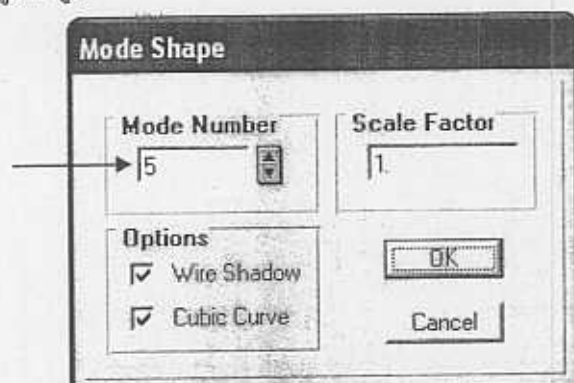 Mode Shape
Mode Number
Scale Factor
5
1.
Options
Wire Shadow
Cubic Curve
OK
Cancel